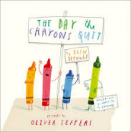 THE DAY THE
CRAYONS QUIT
by DREW
DAYWALT
pictures by
OLIVER JEFFERS